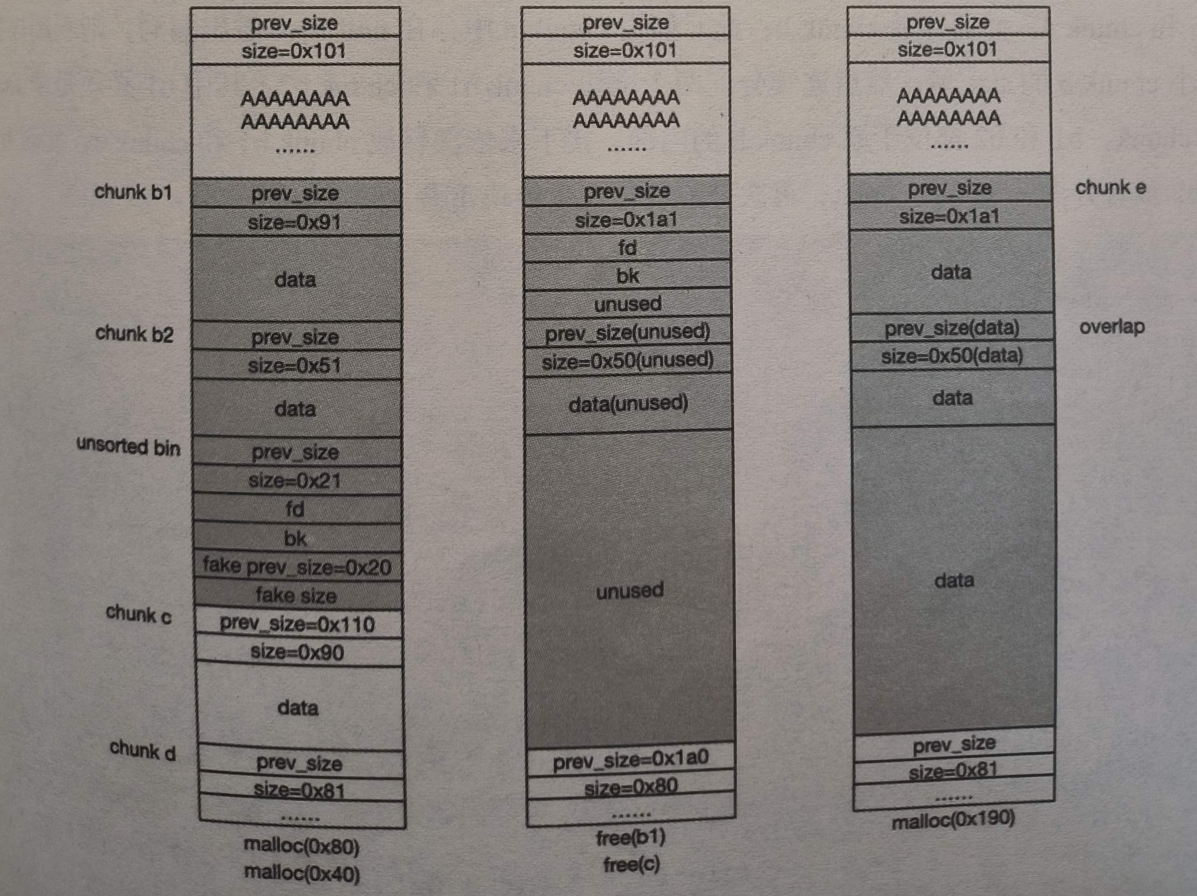 prev_size
size=0x101
AAAAAAAA
AAAAAAAA
......
chunk b1
prev_size
size=0x91
data
chunk b2
prev_size
size=0x51
data
unsorted bin
prev_size
size=0x21
fd
bk
fake prev_size=0x20
fake size
chunk c
prev_size=0x110
size=0x90
data
chunk d
prev_size
size=0x81
......
malloc(0x80)
malloc(0x40)
prev_size
size=0x101
AAAAAAAA
AAAAAAAA
......
prev_size
size=0x1a1
fd
bk
unused
prev_size(unused)
size=0x50(unused)
data(unused)
unused
prev_size=0x1a0
size=0x80
......
free(b1)
free(c)
prev_size
size=0x101
AAAAAAAA
AAAAAAAA
......
prev_size
chunk e
size=0x1a1
data
prev_size(data)
overlap
size=0x50(data)
data
data
prev_size
size=0x81
......
malloc(0x190)